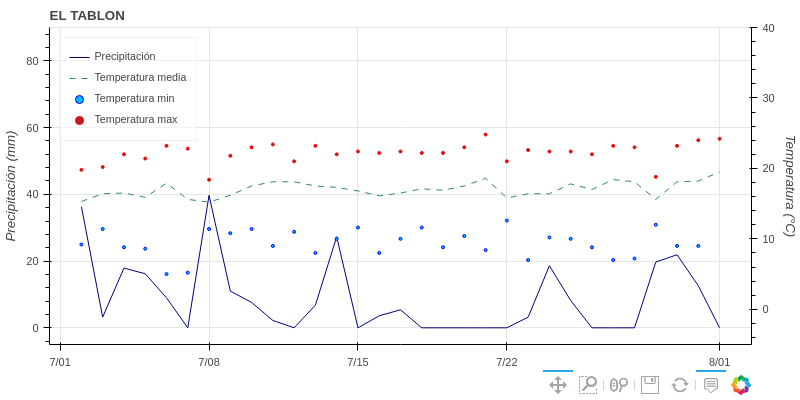 EL TABLON
Precipitación
Temperatura media
Temperatura min
Temperatura max
Precipitación (mm)
80
60
40
20
0
Temperatura (°C)
40
30
20
10
0
7/01
7/08
7/15
7/22
8/01